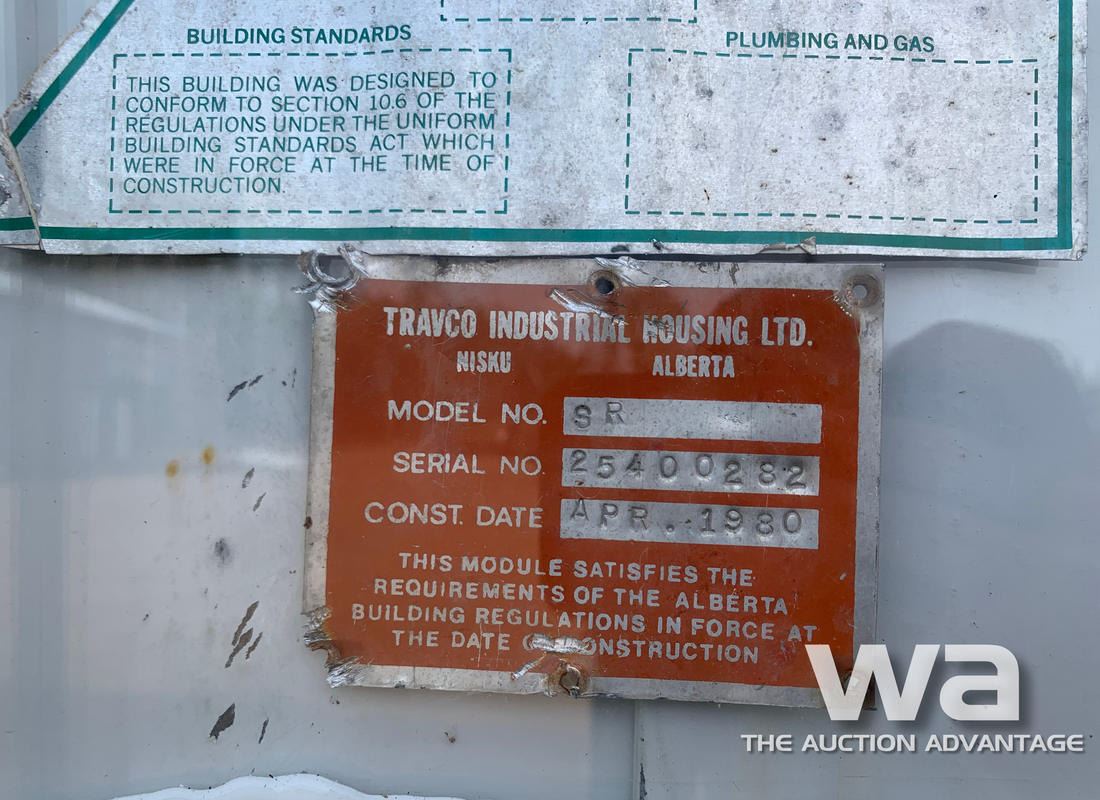 BUILDING STANDARDS
THIS BUILDING WAS DESIGNED TO
CONFORM TO SECTION 10.6 OF THE
REGULATIONS UNDER THE UNIFORM
BUILDING STANDARDS ACT WHICH
WERE IN FORCE AT THE TIME OF
CONSTRUCTION.
PLUMBING AND GAS
TRAVCO INDUSTRIAL HOUSING LTD.
NISKU ALBERTA
MODEL NO. SR
SERIAL NO. 25400282
CONST. DATE APR. 1980
THIS MODULE SATISFIES THE
REQUIREMENTS OF THE ALBERTA
BUILDING REGULATIONS IN FORCE AT
THE DATE CONSTRUCTION
wa
THE AUCTION ADVANTAGE